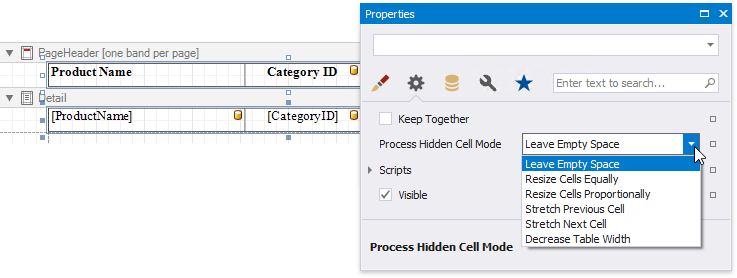 PageHeader [one band per page]
Product Name Category ID
Detail
[ProductName] [CategoryID]
Properties
Enter text to search...
Keep Together
Process Hidden Cell Mode Leave Empty Space
Leave Empty Space
Resize Cells Equally
Resize Cells Proportionally
Stretch Previous Cell
Stretch Next Cell
Decrease Table Width
Scripts
Visible
Process Hidden Cell Mode